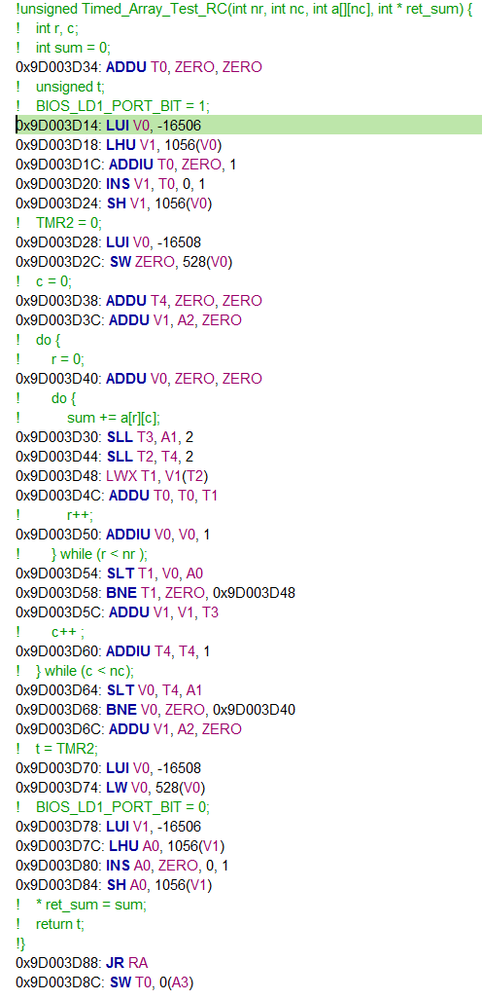 !unsigned Timed_Array_Test_RC(int nr, int nc, int a[][nc], int * ret_sum) {
!    int r, c;
!    int sum = 0;
0x9D003D34: ADDU T0, ZERO, ZERO
!    unsigned t;
!    BIOS_LD1_PORT_BIT = 1;
0x9D003D14: LUI V0, -16506
0x9D003D18: LHU V1, 1056(V0)
0x9D003D1C: ADDIU T0, ZERO, 1
0x9D003D20: INS V1, T0, 0, 1
0x9D003D24: SH V1, 1056(V0)
!    TMR2 = 0;
0x9D003D28: LUI V0, -16508
0x9D003D2C: SW ZERO, 528(V0)
!    c = 0;
0x9D003D38: ADDU T4, ZERO, ZERO
0x9D003D3C: ADDU V1, A2, ZERO
!    do {
!        r = 0;
0x9D003D40: ADDU V0, ZERO, ZERO
!        do {
!            sum += a[r][c];
0x9D003D30: SLL T3, A1, 2
0x9D003D44: SLL T2, T4, 2
0x9D003D48: LWX T1, V1(T2)
0x9D003D4C: ADDU T0, T0, T1
!            r++;
0x9D003D50: ADDIU V0, V0, 1
!        } while (r < nr );
0x9D003D54: SLT T1, V0, A0
0x9D003D58: BNE T1, ZERO, 0x9D003D48
0x9D003D5C: ADDU V1, V1, T3
!        c++ ;
0x9D003D60: ADDIU T4, T4, 1
!    } while (c < nc);
0x9D003D64: SLT V0, T4, A1
0x9D003D68: BNE V0, ZERO, 0x9D003D40
0x9D003D6C: ADDU V1, A2, ZERO
!    t = TMR2;
0x9D003D70: LUI V0, -16508
0x9D003D74: LW V0, 528(V0)
!    BIOS_LD1_PORT_BIT = 0;
0x9D003D78: LUI V1, -16506
0x9D003D7C: LHU A0, 1056(V1)
0x9D003D80: INS A0, ZERO, 0, 1
0x9D003D84: SH A0, 1056(V1)
!    * ret_sum = sum;
!    return t;
!}
0x9D003D88: JR RA
0x9D003D8C: SW T0, 0(A3)